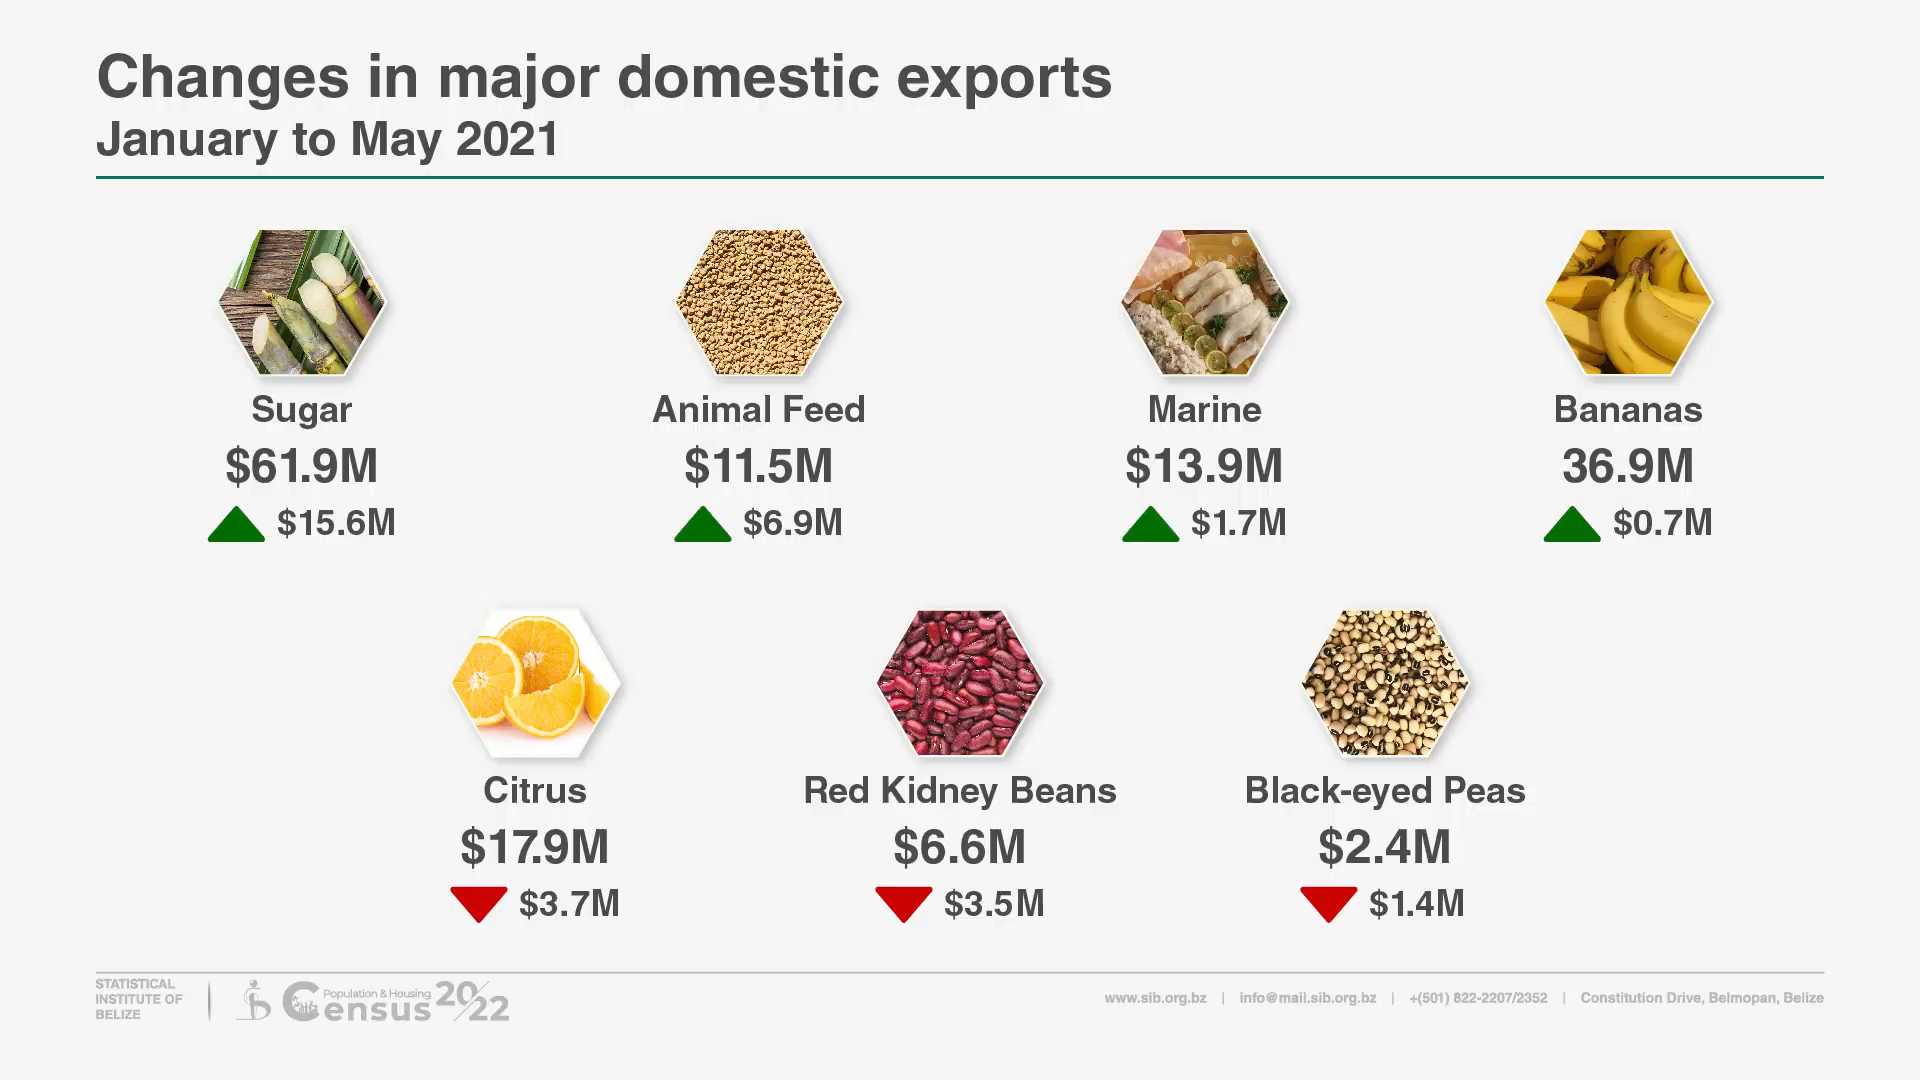 Changes in major domestic exports
January to May 2021
Sugar
$61.9M
$15.6M
Animal Feed
$11.5M
$6.9M
Marine
$13.9M
$1.7M
Bananas
36.9M
$0.7M
Citrus
$17.9M
$3.7M
Red Kidney Beans
$6.6M
$3.5M
Black-eyed Peas
$2.4M
$1.4M
STATISTICAL
INSTITUTE OF
BELIZE
Population & Housing
Census 20/22
www.sib.org.bz | info@mail.sib.org.bz | +(501) 822-2207/2352 | Constitution Drive, Belmopan, Belize